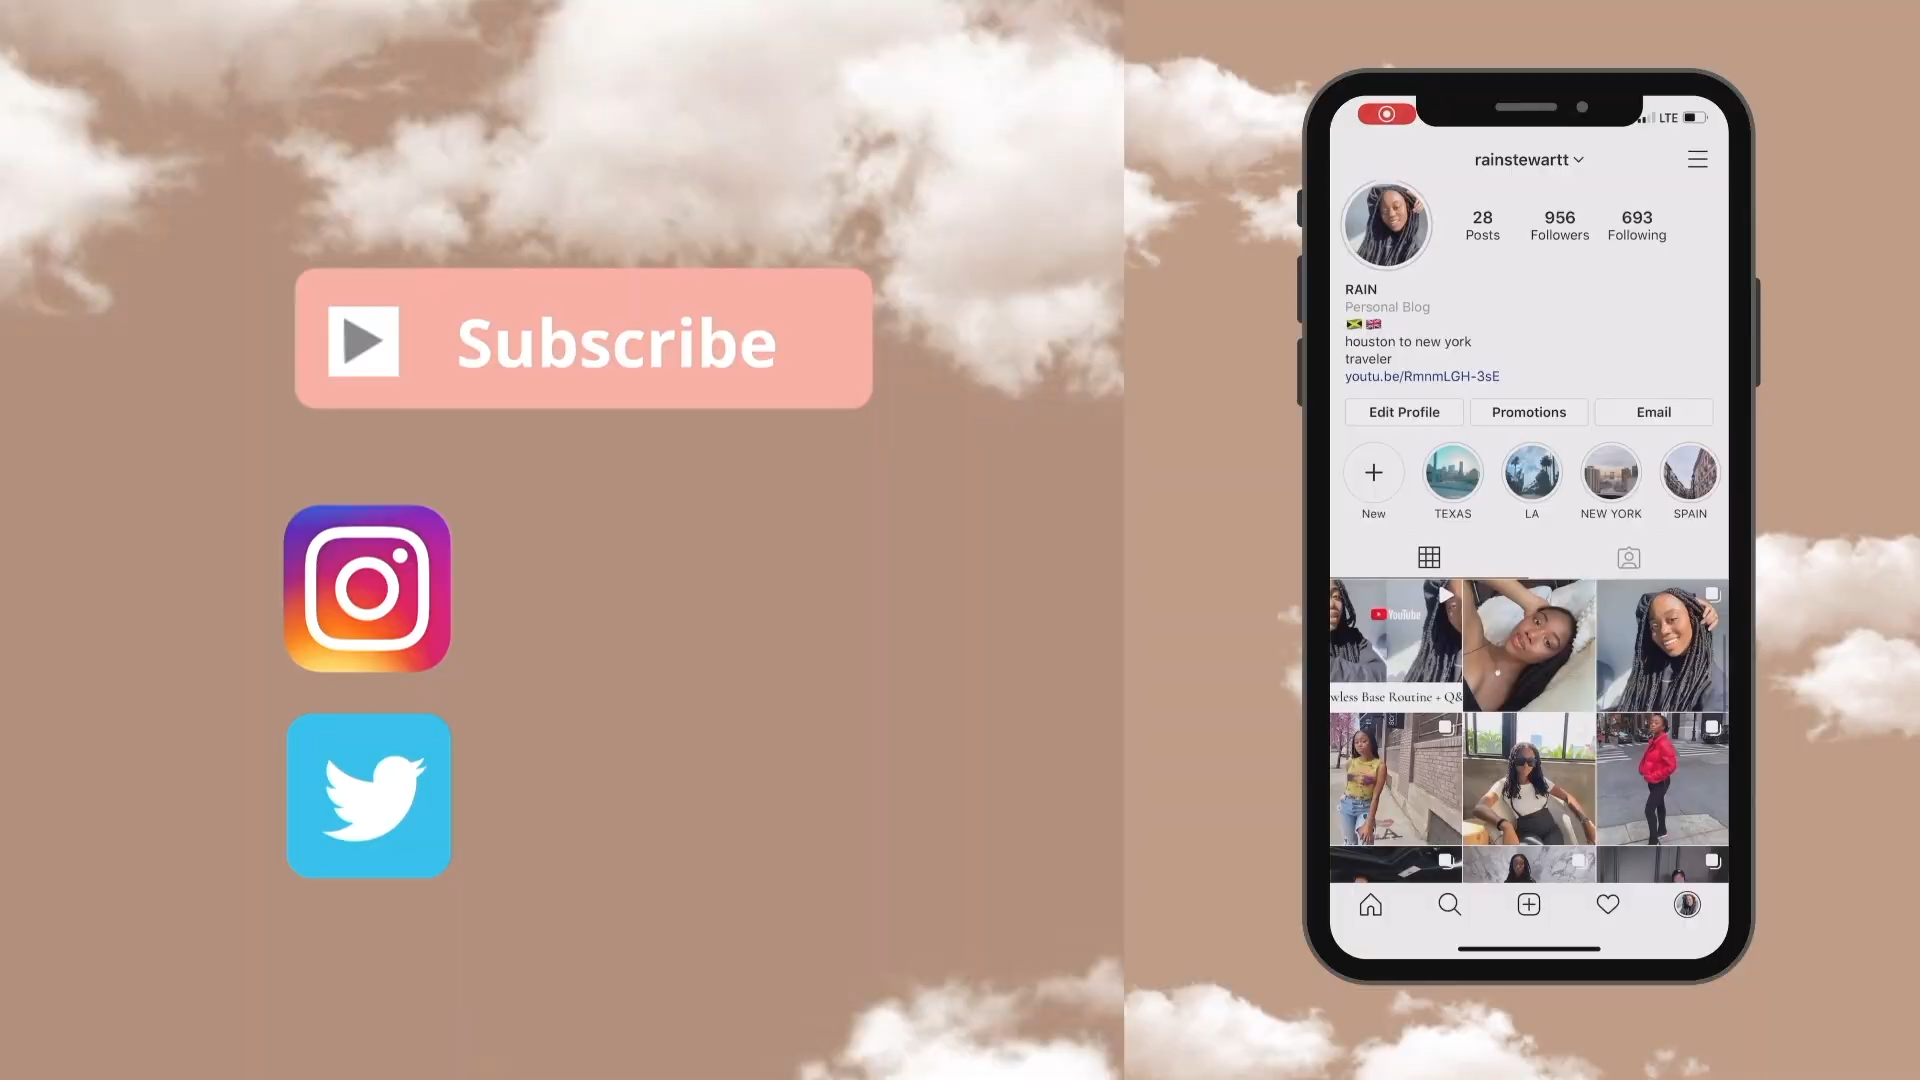 Subscribe
LTE
rainstewartt
28
956
693
Posts
Followers
Following
RAIN
Personal Blog
houston to new york
traveler
youtu.be/RmnmLGH-3sE
Edit Profile
Promotions
Email
New
TEXAS
LA
NEW YORK
SPAIN
YouTube
wless Base Routine + Q&